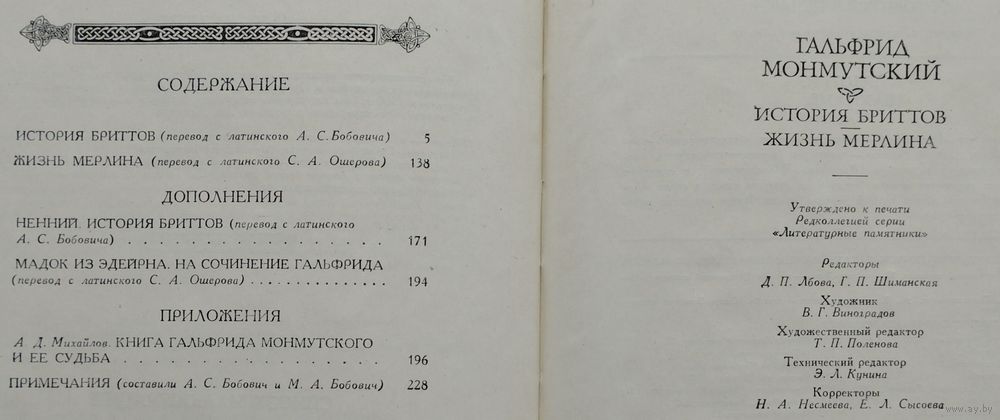 СОДЕРЖАНИЕ
ИСТОРИЯ БРИТТОВ (перевод с латинского А. С. Бобовича) 5
ЖИЗНЬ МЕРЛИНА (перевод с латинского С. А. Ошерова) 138
ДОПОЛНЕНИЯ
НЕННИЙ. ИСТОРИЯ БРИТТОВ (перевод с латинского
А. С. Бобовича) . . . . . . . . . . . . . . . . 171
МАДОК ИЗ ЭДЕЙРНА. НА СОЧИНЕНИЕ ГАЛЬФРИДА
(перевод с латинского С. А. Ошерова) . . . . . . . . . . . . . . . 194
ПРИЛОЖЕНИЯ
А. Д. Михайлов. КНИГА ГАЛЬФРИДА МОНМУТСКОГО
И ЕЕ СУДЬБА . . . . . . . . . . . . . . . . 196
ПРИМЕЧАНИЯ (составили А. С. Бобович и М. А. Бобович) 228
ГАЛЬФРИД
МОНМУТСКИЙ
ИСТОРИЯ БРИТТОВ
ЖИЗНЬ МЕРЛИНА
Утверждено к печати
Редколлегией серии
«Литературные памятники»
Редакторы
Л. П. Лбова, Г. П. Шиманская
Художник
В. Г. Виноградов
Художественный редактор
Т. П. Поленова
Технический редактор
Э. Л. Кунина
Корректоры
Н. А. Несмеева, Е. Л. Сысоева
www.ay.by